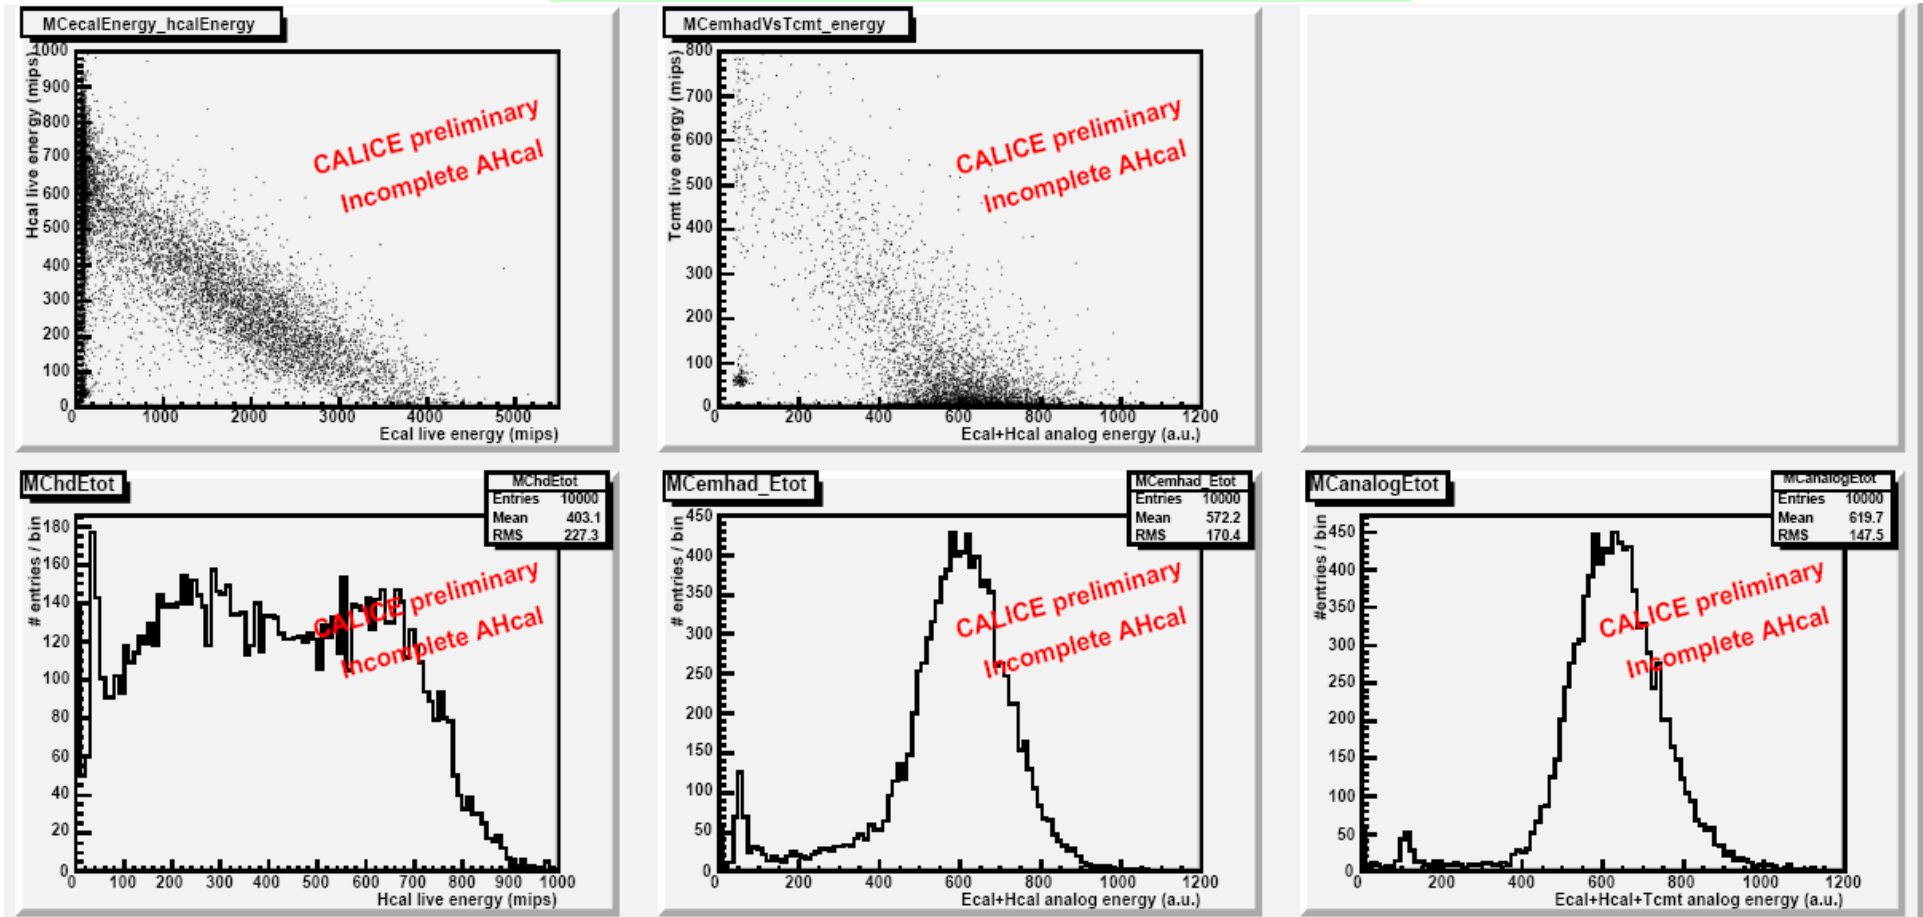 MCecalEnergy_hcalEnergy
Hcal live energy (mips)
1000
900
800
700
600
500
400
300
200
100
0
0 1000 2000 3000 4000 5000
Ecal live energy (mips)
CALICE preliminary
Incomplete AHcal
MCemhadVsTcmt_energy
Tcmt live energy (mips)
800
700
600
500
400
300
200
100
0
0 200 400 600 800 1000 1200
Ecal+Hcal analog energy (a.u.)
CALICE preliminary
Incomplete AHcal
MChdEtot
MChdEtot
Entries 10000
Mean 403.1
RMS 227.3
# entries / bin
180
160
140
120
100
80
60
40
20
0
0 100 200 300 400 500 600 700 800 900 1000
Hcal live energy (mips)
CALICE preliminary
Incomplete AHcal
MCemhad_Etot
MCemhad_Etot
Entries 10000
Mean 572.2
RMS 170.4
# entries / bin
450
400
350
300
250
200
150
100
50
0
0 200 400 600 800 1000 1200
Ecal+Hcal analog energy (a.u.)
CALICE preliminary
Incomplete AHcal
MCanalogEtot
MCanalogEtot
Entries 10000
Mean 619.7
RMS 147.5
#entries / bin
450
400
350
300
250
200
150
100
50
0
0 200 400 600 800 1000 1200
Ecal+Hcal+Tcmt analog energy (a.u.)
CALICE preliminary
Incomplete AHcal